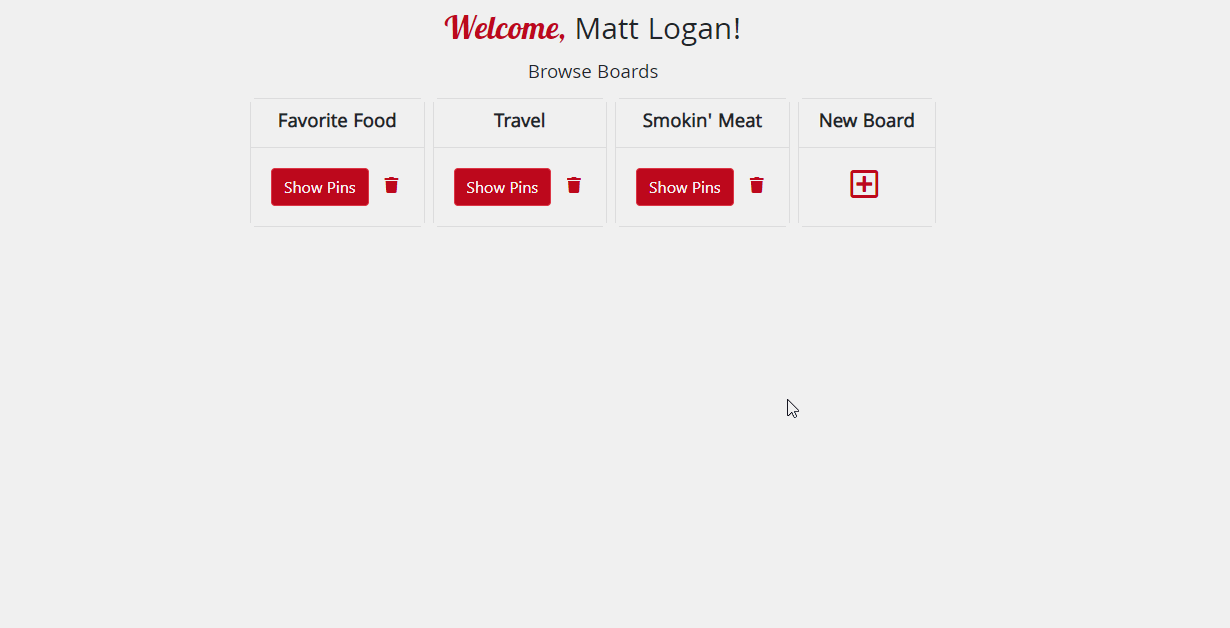 Welcome, Matt Logan!
Browse Boards
Favorite Food
Travel
Smokin' Meat
New Board
Show Pins
Show Pins
Show Pins